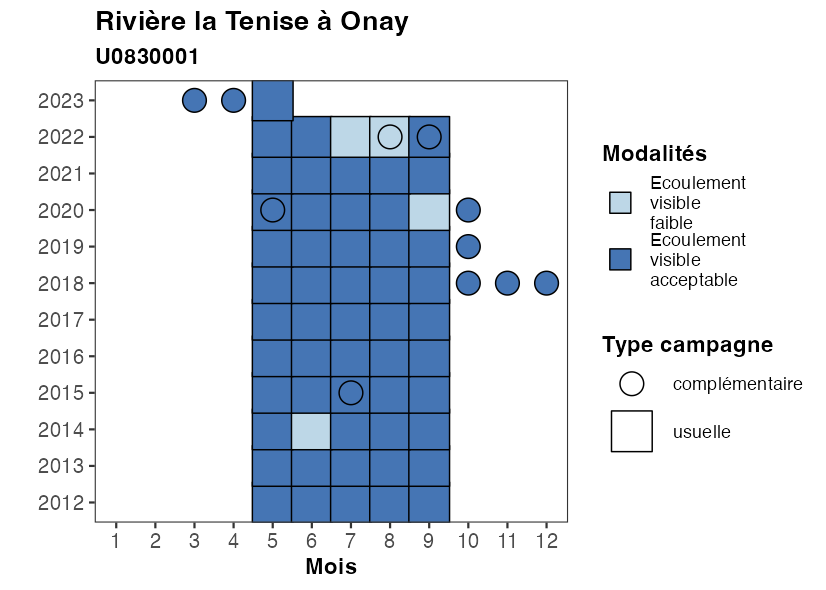 Rivière la Tenise à Onay
U0830001
2023
2022
2021
2020
2019
2018
2017
2016
2015
2014
2013
2012
1 2 3 4 5 6 7 8 9 10 11 12
Mois
Modalités
Ecoulement
visible
faible
Ecoulement
visible
acceptable
Type campagne
complémentaire
usuelle